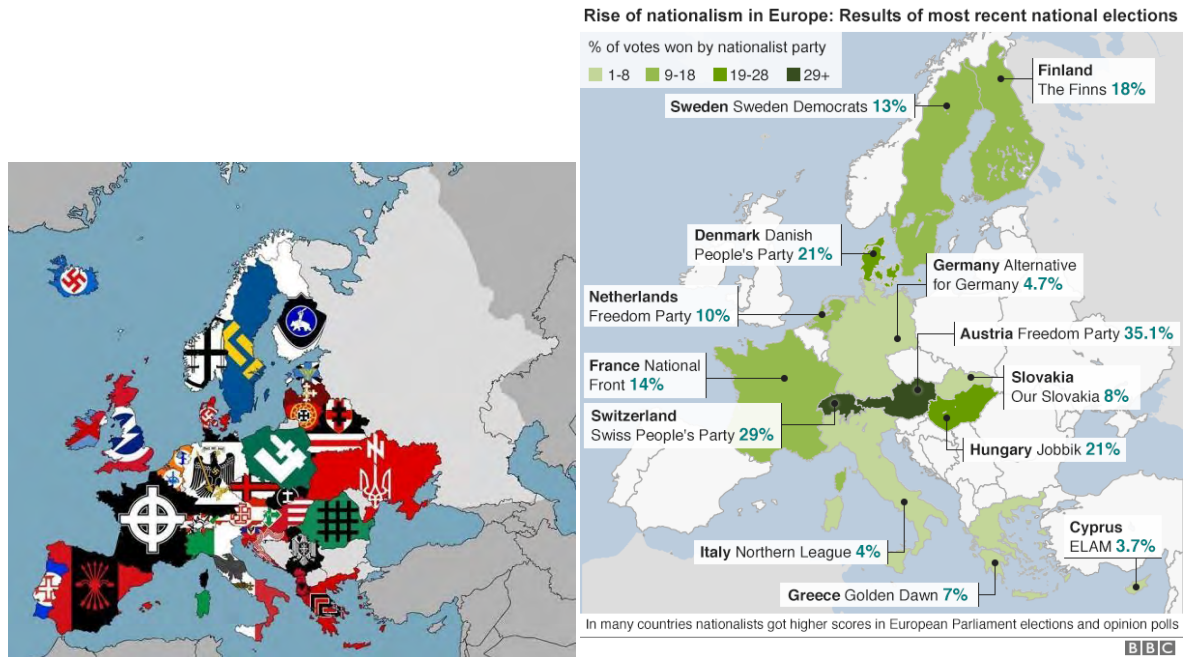 Rise of nationalism in Europe: Results of most recent national elections
% of votes won by nationalist party
1-8 9-18 19-28 29+
Finland
The Finns 18%
Sweden Sweden Democrats 13%
Denmark Danish
People's Party 21%
Germany Alternative
for Germany 4.7%
Netherlands
Freedom Party 10%
Austria Freedom Party 35.1%
France National
Front 14%
Slovakia
Our Slovakia 8%
Switzerland
Swiss People's Party 29%
Hungary Jobbik 21%
Cyprus
ELAM 3.7%
Italy Northern League 4%
Greece Golden Dawn 7%
In many countries nationalists got higher scores in European Parliament elections and opinion polls
BBC